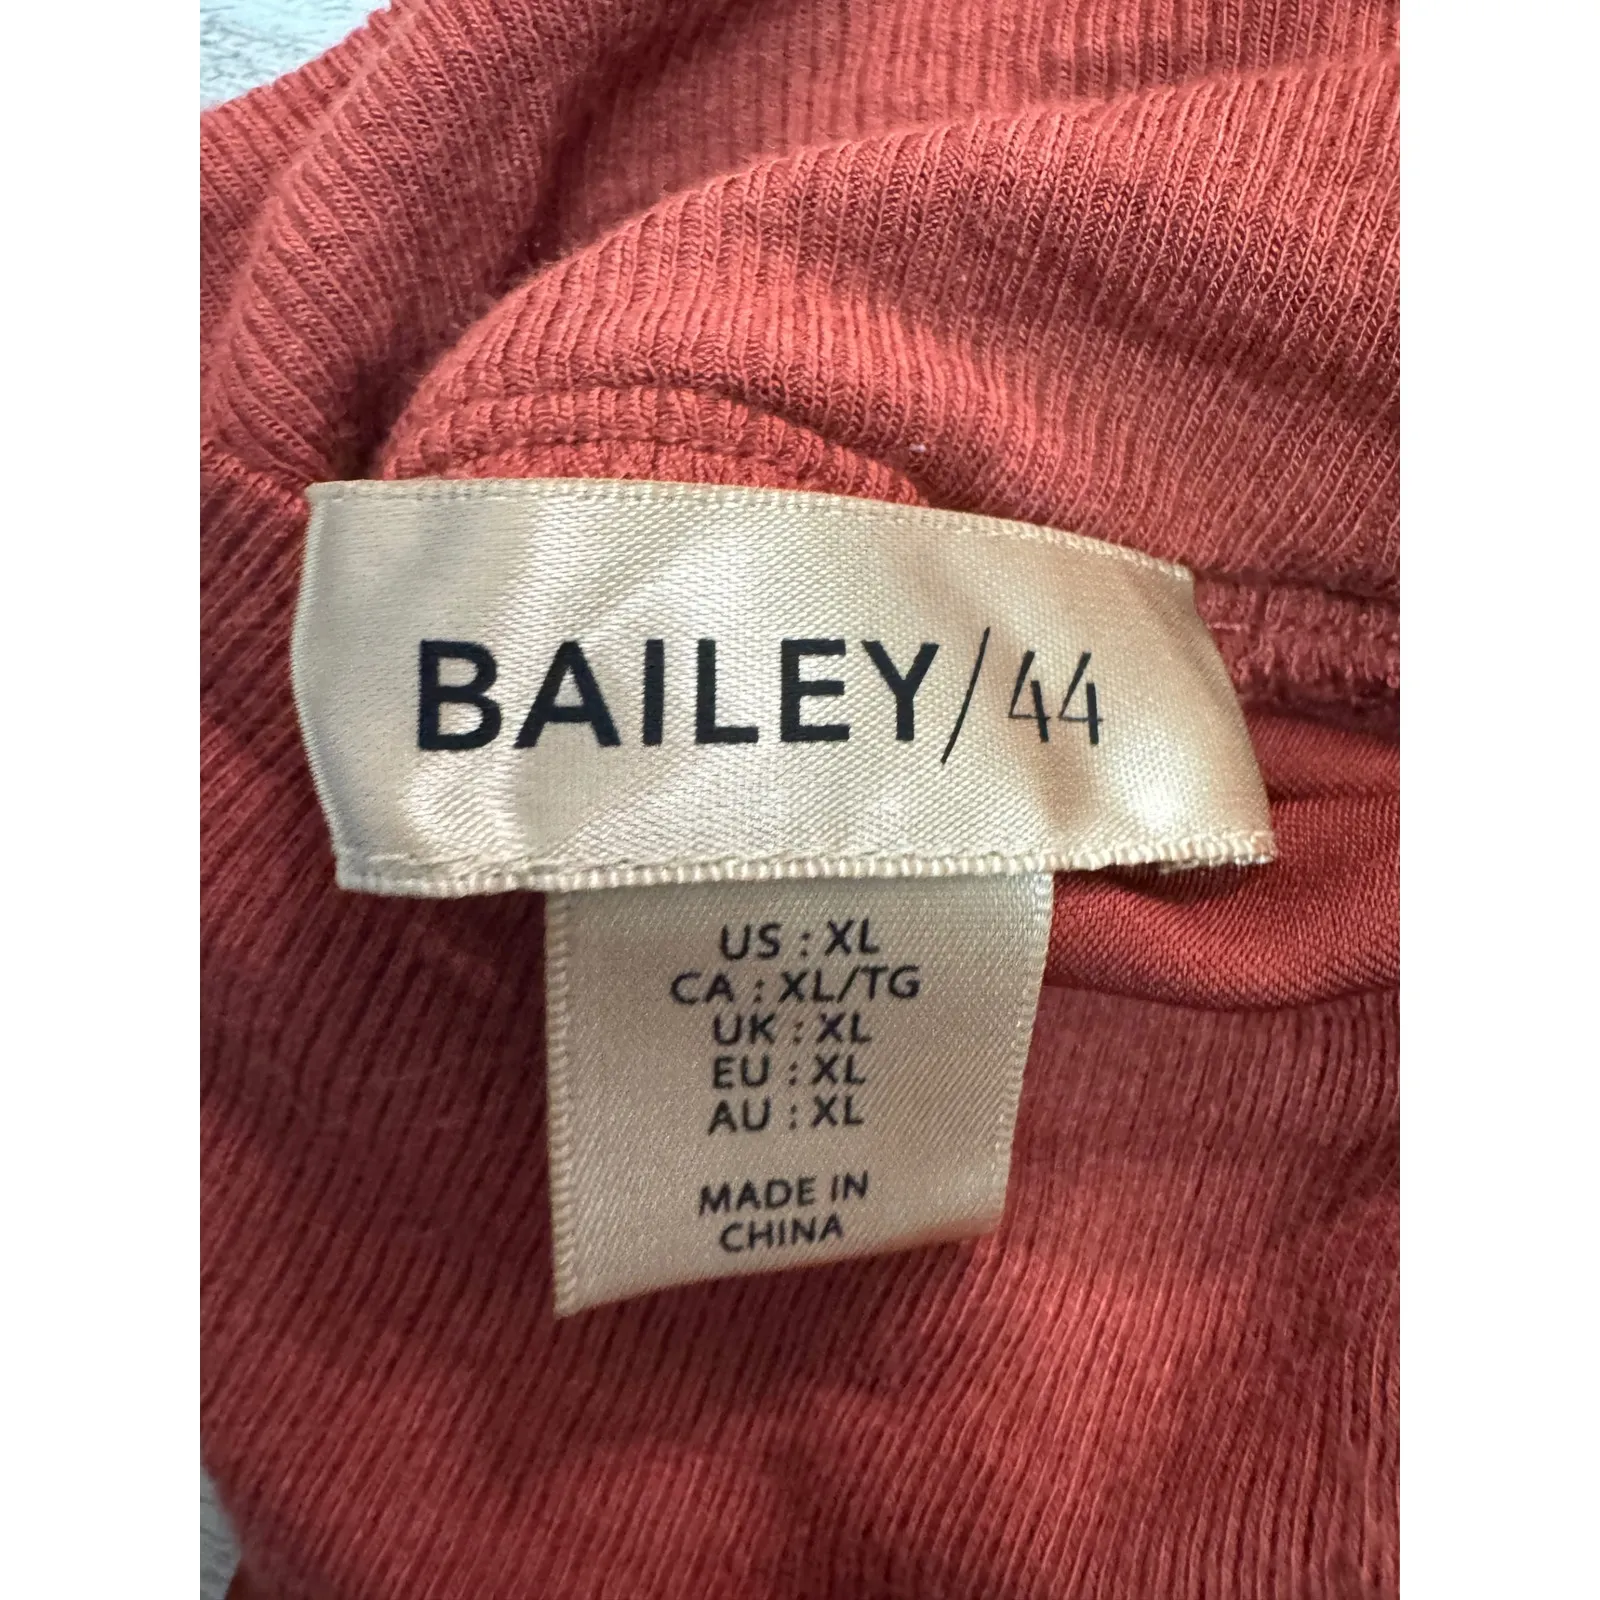 BAILEY/44
US : XL
CA : XL/TG
UK : XL
EU : XL
AU : XL
MADE IN
CHINA